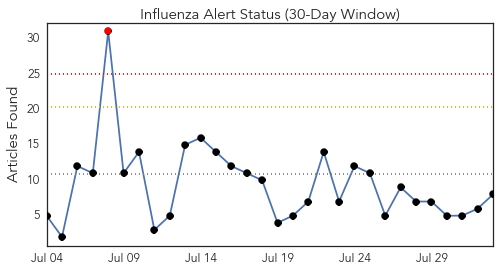 Influenza Alert Status (30-Day Window)
Articles Found
30
25
20
15
10
5
Jul 04 Jul 09 Jul 14 Jul 19 Jul 24 Jul 29